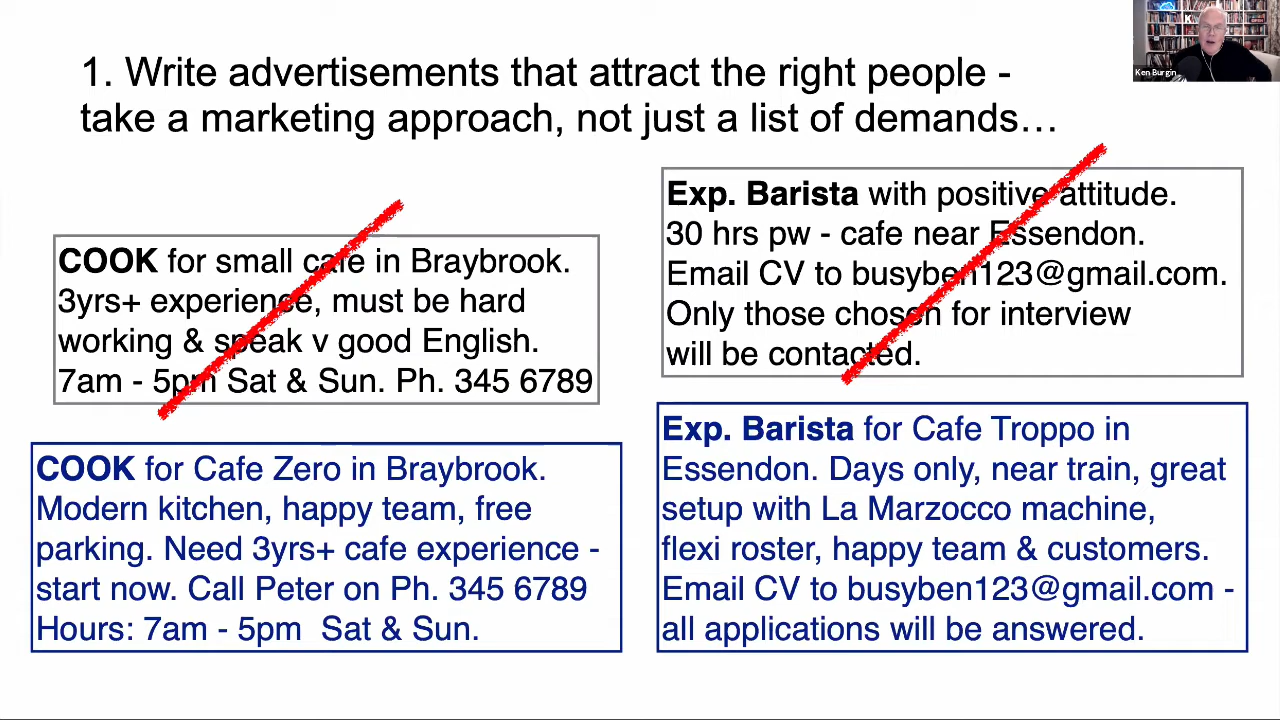 1. Write advertisements that attract the right people -
take a marketing approach, not just a list of demands…
Ken Burgin
COOK for small cafe in Braybrook.
3yrs+ experience, must be hard
working & speak v good English.
7am - 5pm Sat & Sun. Ph. 345 6789
Exp. Barista with positive attitude.
30 hrs pw - cafe near Essendon.
Email CV to busyben123@gmail.com.
Only those chosen for interview
will be contacted.
COOK for Cafe Zero in Braybrook.
Modern kitchen, happy team, free
parking. Need 3yrs+ cafe experience -
start now. Call Peter on Ph. 345 6789
Hours: 7am - 5pm Sat & Sun.
Exp. Barista for Cafe Troppo in
Essendon. Days only, near train, great
setup with La Marzocco machine,
flexi roster, happy team & customers.
Email CV to busyben123@gmail.com -
all applications will be answered.